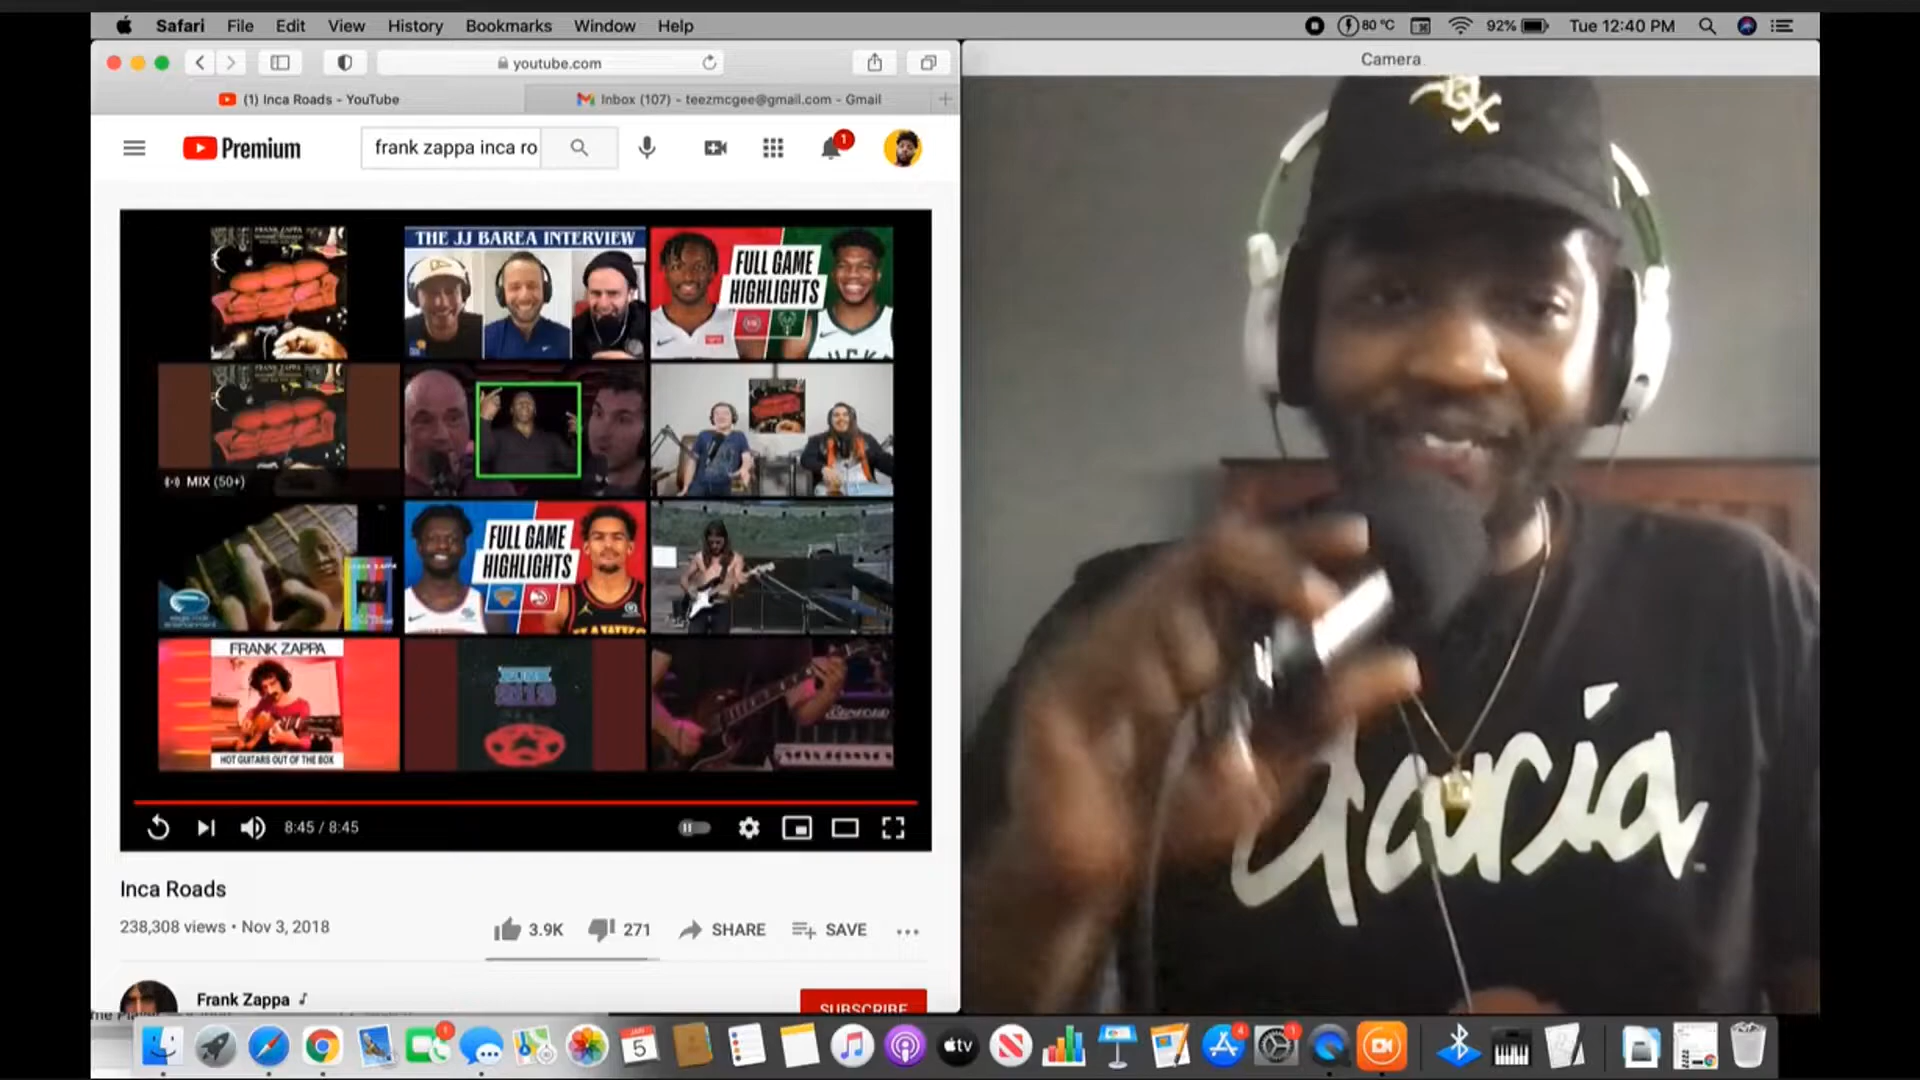 Safari File Edit View History Bookmarks Window Help
80 °C
92%
Tue 12:40 PM
youtube.com
Camera
(1) Inca Roads - YouTube
Inbox (107) - teezmcgee@gmail.com - Gmail
Premium
frank zappa inca ro
1
THE JJ BAREA INTERVIEW
FULL GAME
HIGHLIGHTS
MIX (50+)
FULL GAME
HIGHLIGHTS
FRANK ZAPPA
HOT GUITARS OUT OF THE BOX
8:45 / 8:45
Inca Roads
238,308 views • Nov 3, 2018
3.9K
271
SHARE
SAVE
Frank Zappa
SUBSCRIBE
JAN
5
tv